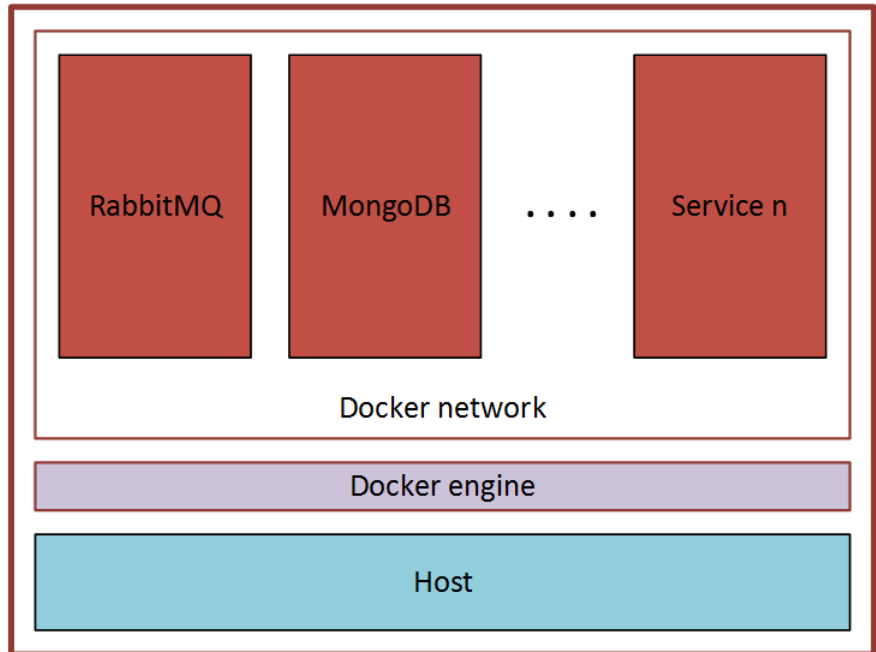 RabbitMQ
MongoDB
. . . .
Service n
Docker network
Docker engine
Host